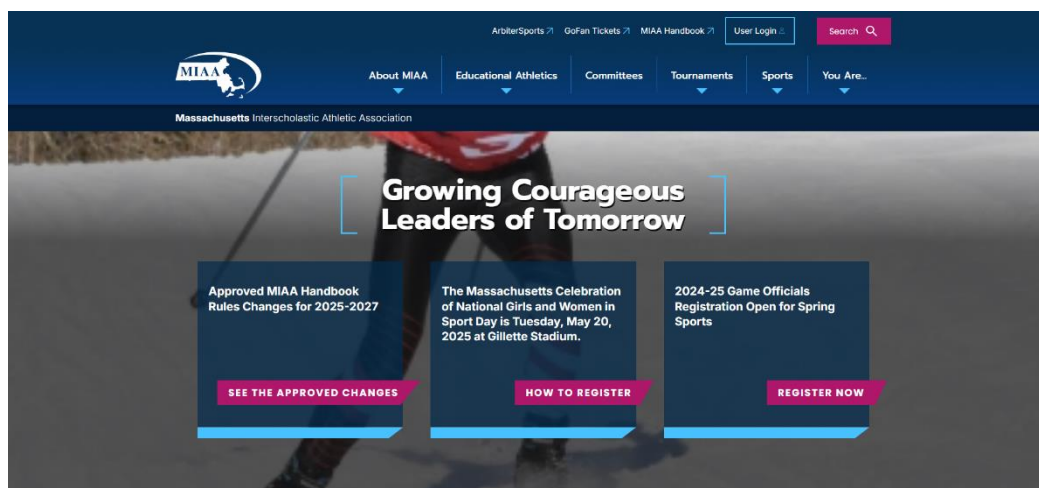 ArbiterSports GoFan Tickets MIAA Handbook User Login Search
MIAA
About MIAA Educational Athletics Committees Tournaments Sports You Are...
Massachusetts Interscholastic Athletic Association
Growing Courageous
Leaders of Tomorrow
Approved MIAA Handbook
Rules Changes for 2025-2027
SEE THE APPROVED CHANGES
The Massachusetts Celebration
of National Girls and Women in
Sport Day is Tuesday, May 20,
2025 at Gillette Stadium.
HOW TO REGISTER
2024-25 Game Officials
Registration Open for Spring
Sports
REGISTER NOW